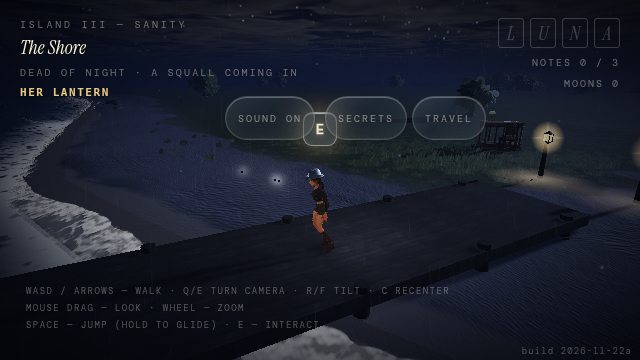 ISLAND III — SANITY
The Shore
DEAD OF NIGHT · A SQUALL COMING IN
HER LANTERN
L U N A
NOTES 0 / 3
MOONS 0
SOUND ON
E
SECRETS
TRAVEL
WASD / ARROWS — WALK · Q/E TURN CAMERA · R/F TILT · C RECENTER
MOUSE DRAG — LOOK · WHEEL — ZOOM
SPACE — JUMP (HOLD TO GLIDE) · E — INTERACT
build 2026-11-22a